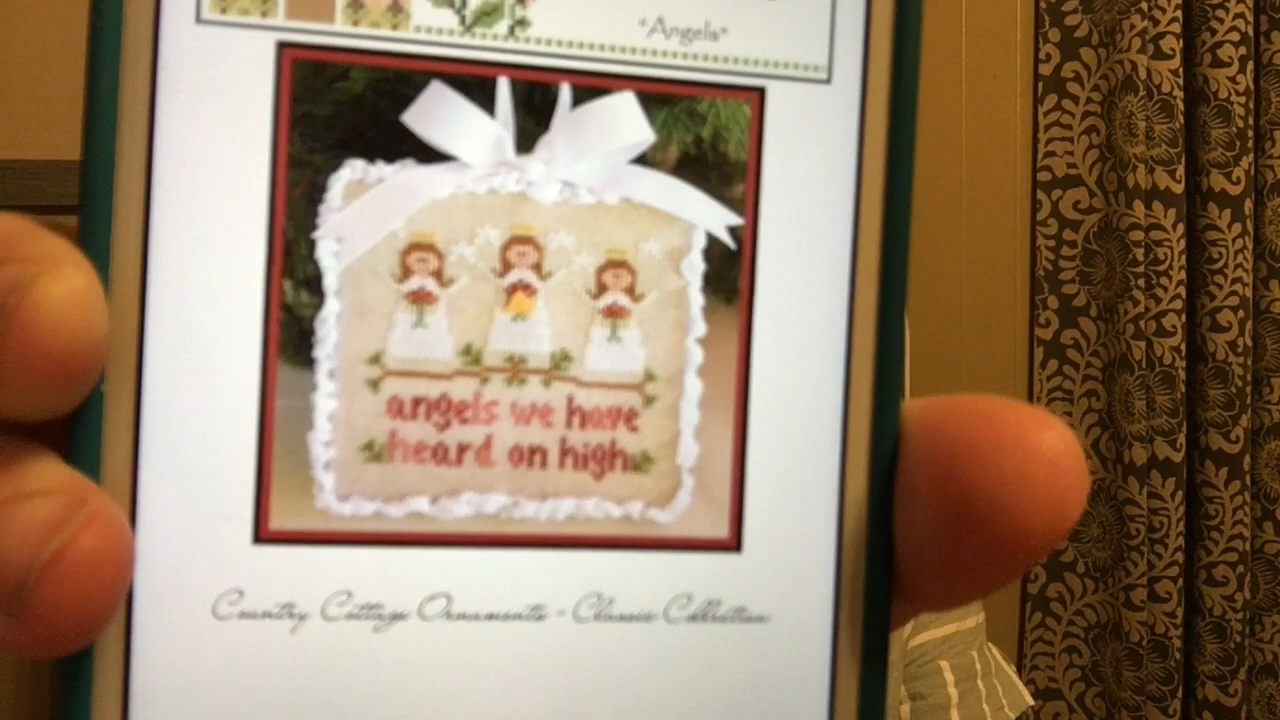 "Angels"
angels we have
heard on high
Country Cottage Ornaments - Classic Collection